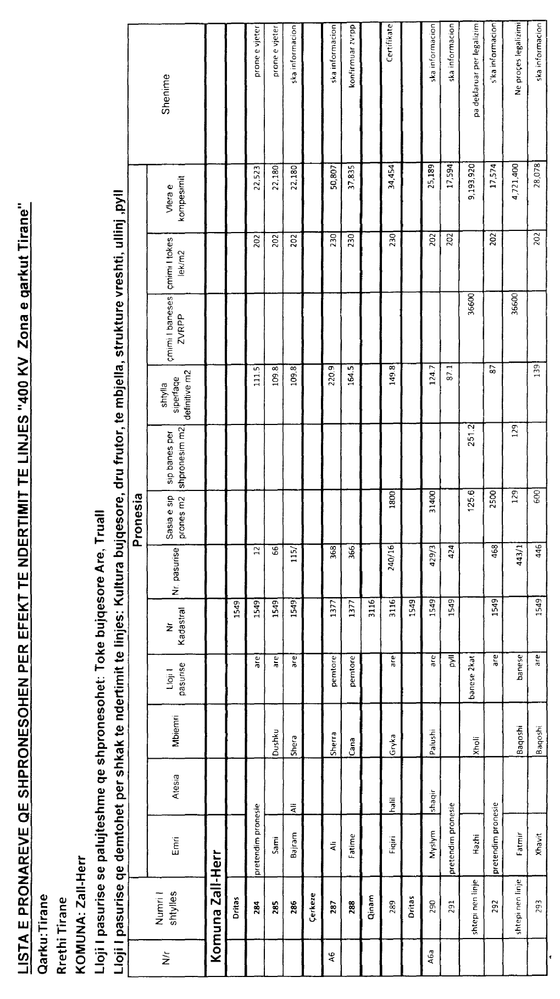 LISTA E PRONAREVE QE SHPRONESOHEN PER EFEKT TE NDERTIMIT TE LINJES "400 KV Zona e qarkut Tirane"
Qarku:Tirane
Rrethi Tirane
KOMUNA: Zall-Herr
Lloji I pasurise se palujteshme qe shpronesohet: Toke bujqesore Are, Truall
Lloji I pasurise qe demtohet per shkak te ndertimit te linjes: Kultura bujqesore, dru frutor, te mbjella, strukture vreshti, ullinj ,pyll
Pronesia
N/r Numri I shtylles Emri Atesia Mbiemri Lloji I pasurise Nr Kadastral Nr. pasurise Sasia e sip prones m2 sip banes per shpronesim m2 shtylla siperfaqe definitive m2 çmimi I baneses ZVRPP çmimi I tokes lek/m2 Vlera e kompesimit Shenime
Komuna Zall-Herr
Dritas 1549
284 pretendim pronesie are 1549 12 111.5 202 22,523 prone e vjeter
285 Sami Dushku are 1549 66 109.8 202 22,180 prone e vjeter
286 Bajram Ali Shera are 1549 115/ 109.8 202 22,180 ska informacion
Çerkeze
A6 287 Ali Sherra pemtore 1377 368 220.9 230 50,807 ska informacion
288 Fatime Cana pemtore 1377 366 164.5 230 37,835 konfirmuar zvrpp
Qinam 3116
289 Fiqiri halil Gryka are 3116 240/16 1800 149.8 230 34,454 Certifikate
Dritas 1549
A6a 290 Myslym shaqir Palushi are 1549 429/3 31400 124.7 202 25,189 ska informacion
291 pretendim pronesie pyll 1549 424 87.1 202 17,594 ska informacion
shtepi nen linje Hazhi Xholi banese 2kat 125.6 251.2 36600 9,193,920 pa deklaruar per legalizim
292 pretendim pronesie are 1549 468 2500 87 202 17,574 s'ka informacion
shtepi nen linje Fatmir Baqoshi banese 443/1 129 129 36600 4,721,400 Ne proçes legalizimi
293 Xhavit Baqoshi are 1549 446 600 139 202 28,078 ska informacion